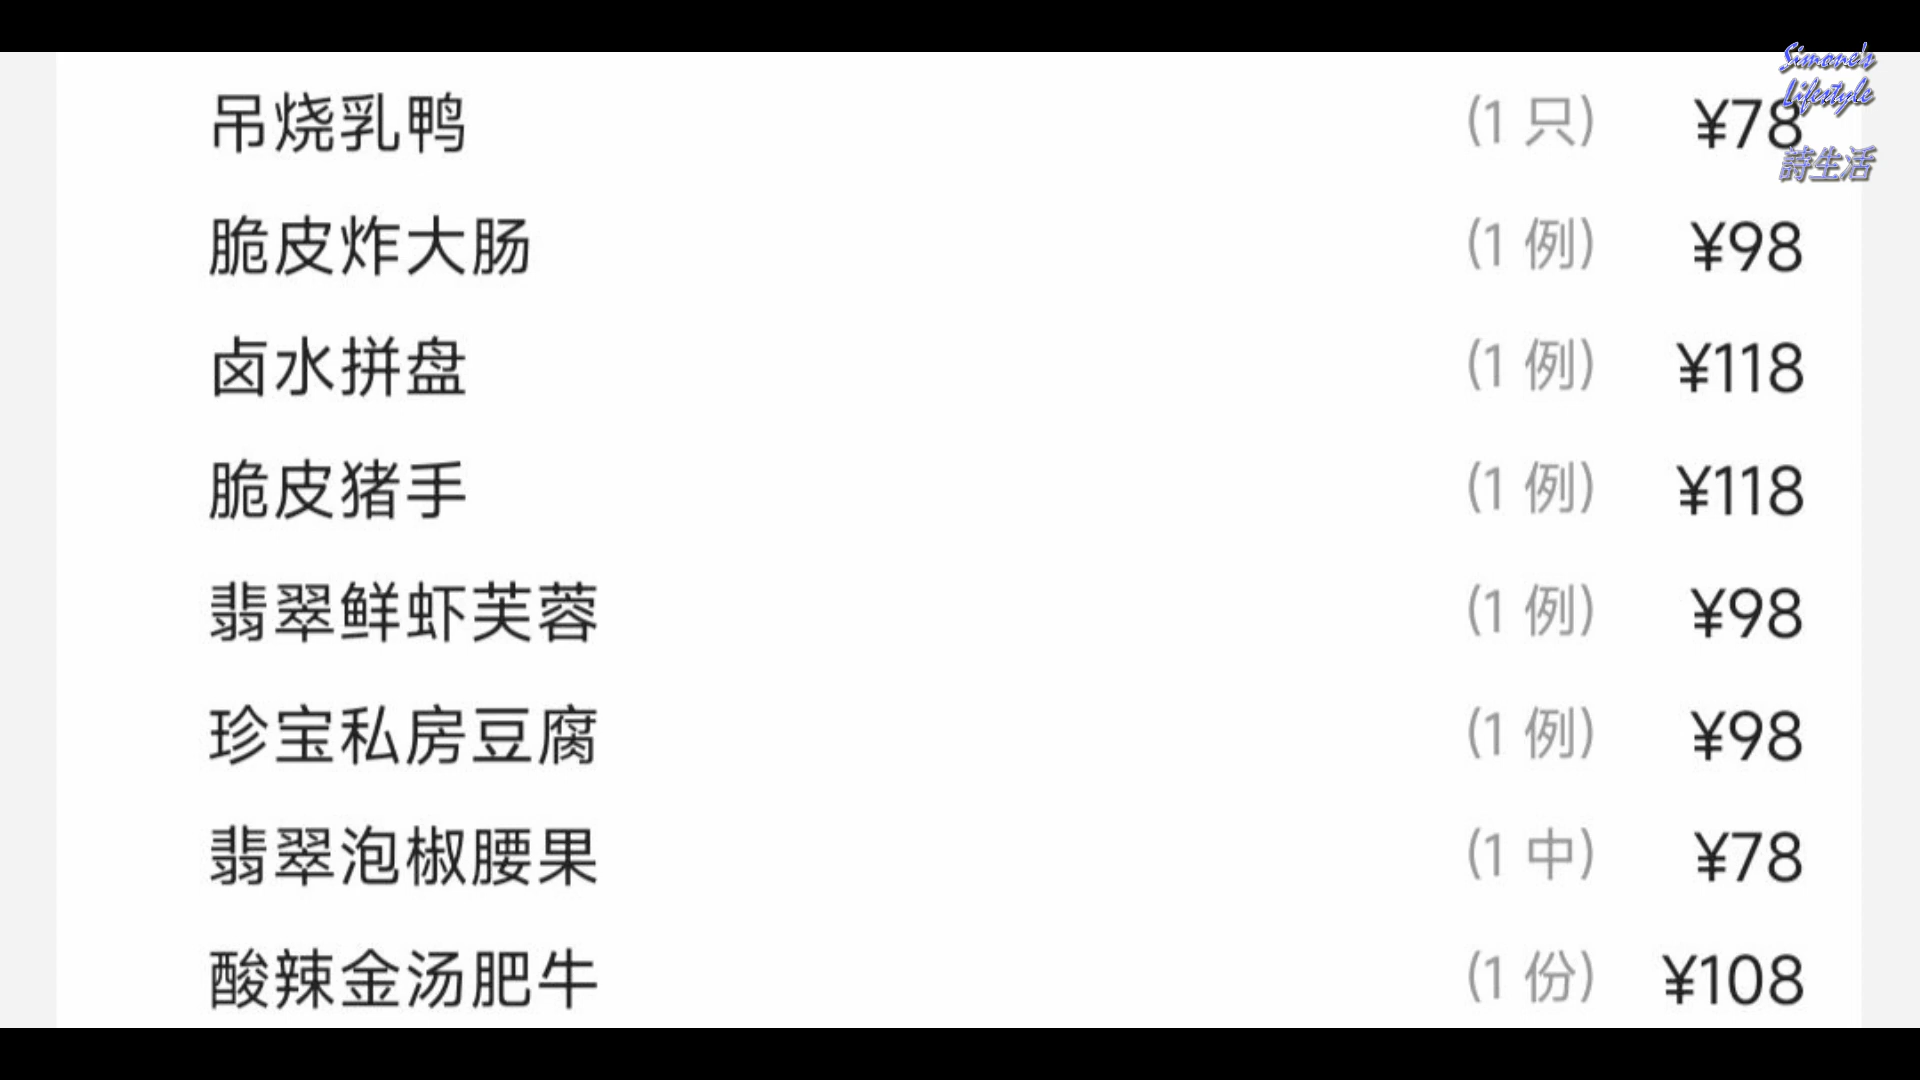 吊烧乳鸭 (1 只) ¥78
脆皮炸大肠 (1 例) ¥98
卤水拼盘 (1 例) ¥118
脆皮猪手 (1 例) ¥118
翡翠鲜虾芙蓉 (1 例) ¥98
珍宝私房豆腐 (1 例) ¥98
翡翠泡椒腰果 (1 中) ¥78
酸辣金汤肥牛 (1 份) ¥108
Simone's
Lifestyle
詩生活